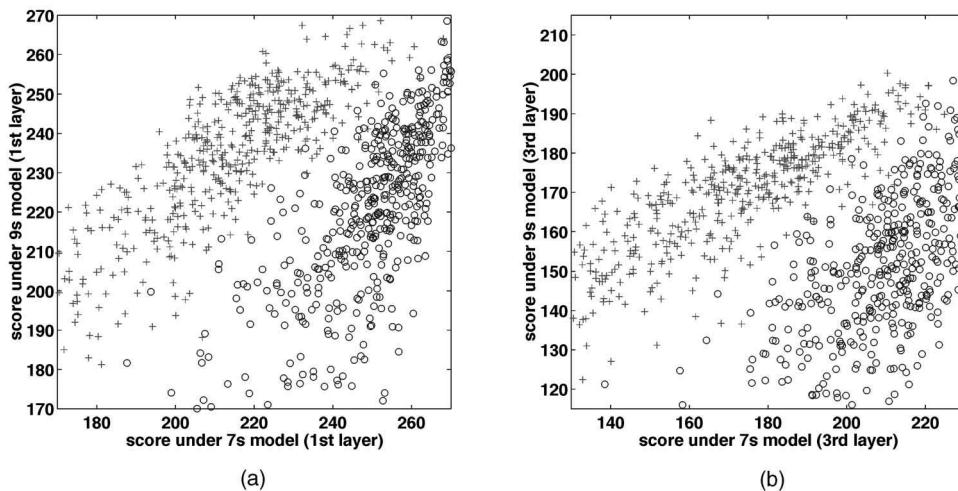 270
260
250
240
230
220
210
200
190
180
170
score under 9s model (1st layer)
180 200 220 240 260
score under 7s model (1st layer)
(a)
210
200
190
180
170
160
150
140
130
120
score under 9s model (3rd layer)
140 160 180 200 220
score under 7s model (3rd layer)
(b)